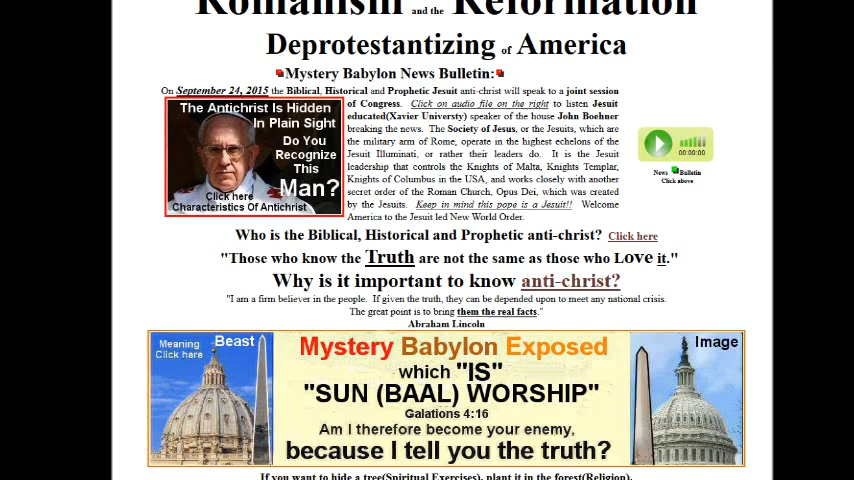 Romanism and the Reformation
Deprotestantizing of America
Mystery Babylon News Bulletin:
On September 24, 2015 the Biblical, Historical and Prophetic Jesuit anti-christ will speak to a joint session
of Congress. Click on audio file on the right to listen Jesuit
educated(Xavier Universty) speaker of the house John Boehner
breaking the news. The Society of Jesus, or the Jesuits, which are
the military arm of Rome, operate in the highest echelons of the
Jesuit Illuminati, or rather their leaders do. It is the Jesuit
leadership that controls the Knights of Malta, Knights Templar,
Knights of Columbus in the USA, and works closely with another
secret order of the Roman Church, Opus Dei, which was created
by the Jesuits. Keep in mind this pope is a Jesuit!! Welcome
America to the Jesuit led New World Order.
The Antichrist Is Hidden
In Plain Sight
Do You
Recognize
This
Man?
Click here
Characteristics Of Antichrist
00:00:00
News Bulletin
Click above
Who is the Biblical, Historical and Prophetic anti-christ? Click here
"Those who know the Truth are not the same as those who Love it."
Why is it important to know anti-christ?
"I am a firm believer in the people. If given the truth, they can be depended upon to meet any national crisis.
The great point is to bring them the real facts."
Abraham Lincoln
Meaning
Click here
Beast
Mystery Babylon Exposed
which "IS"
"SUN (BAAL) WORSHIP"
Galations 4:16
Am I therefore become your enemy,
because I tell you the truth?
Image
If you want to hide a tree(Spiritual Exercises), plant it in the forest(Religion).